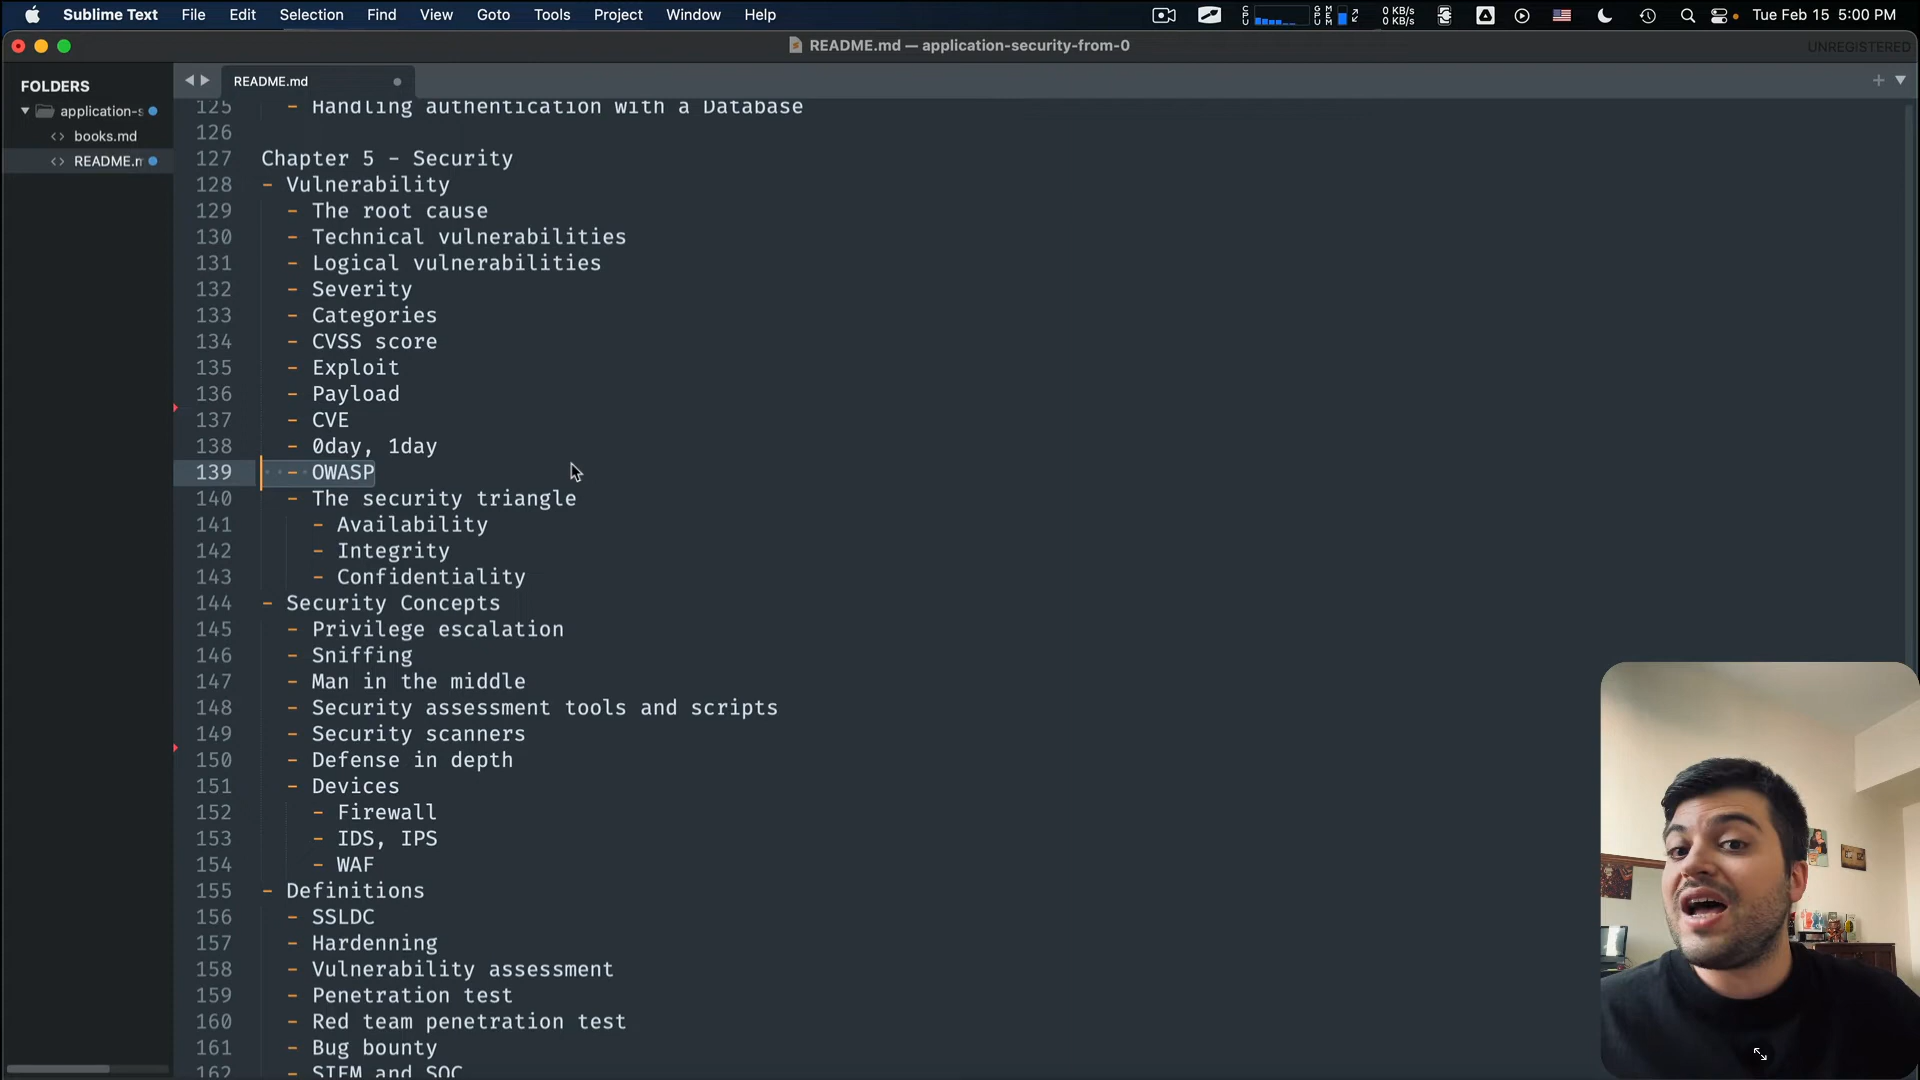 Sublime Text File Edit Selection Find View Goto Tools Project Window Help
0 KB/s
0 KB/s
Tue Feb 15 5:00 PM
README.md — application-security-from-0
UNREGISTERED
FOLDERS
application-s
books.md
README.r
README.md
125 - Handling authentication with a Database
126
127 Chapter 5 - Security
128 - Vulnerability
129 - The root cause
130 - Technical vulnerabilities
131 - Logical vulnerabilities
132 - Severity
133 - Categories
134 - CVSS score
135 - Exploit
136 - Payload
137 - CVE
138 - 0day, 1day
139 - OWASP
140 - The security triangle
141 - Availability
142 - Integrity
143 - Confidentiality
144 - Security Concepts
145 - Privilege escalation
146 - Sniffing
147 - Man in the middle
148 - Security assessment tools and scripts
149 - Security scanners
150 - Defense in depth
151 - Devices
152 - Firewall
153 - IDS, IPS
154 - WAF
155 - Definitions
156 - SSLDC
157 - Hardenning
158 - Vulnerability assessment
159 - Penetration test
160 - Red team penetration test
161 - Bug bounty
162 - SIEM and SOC